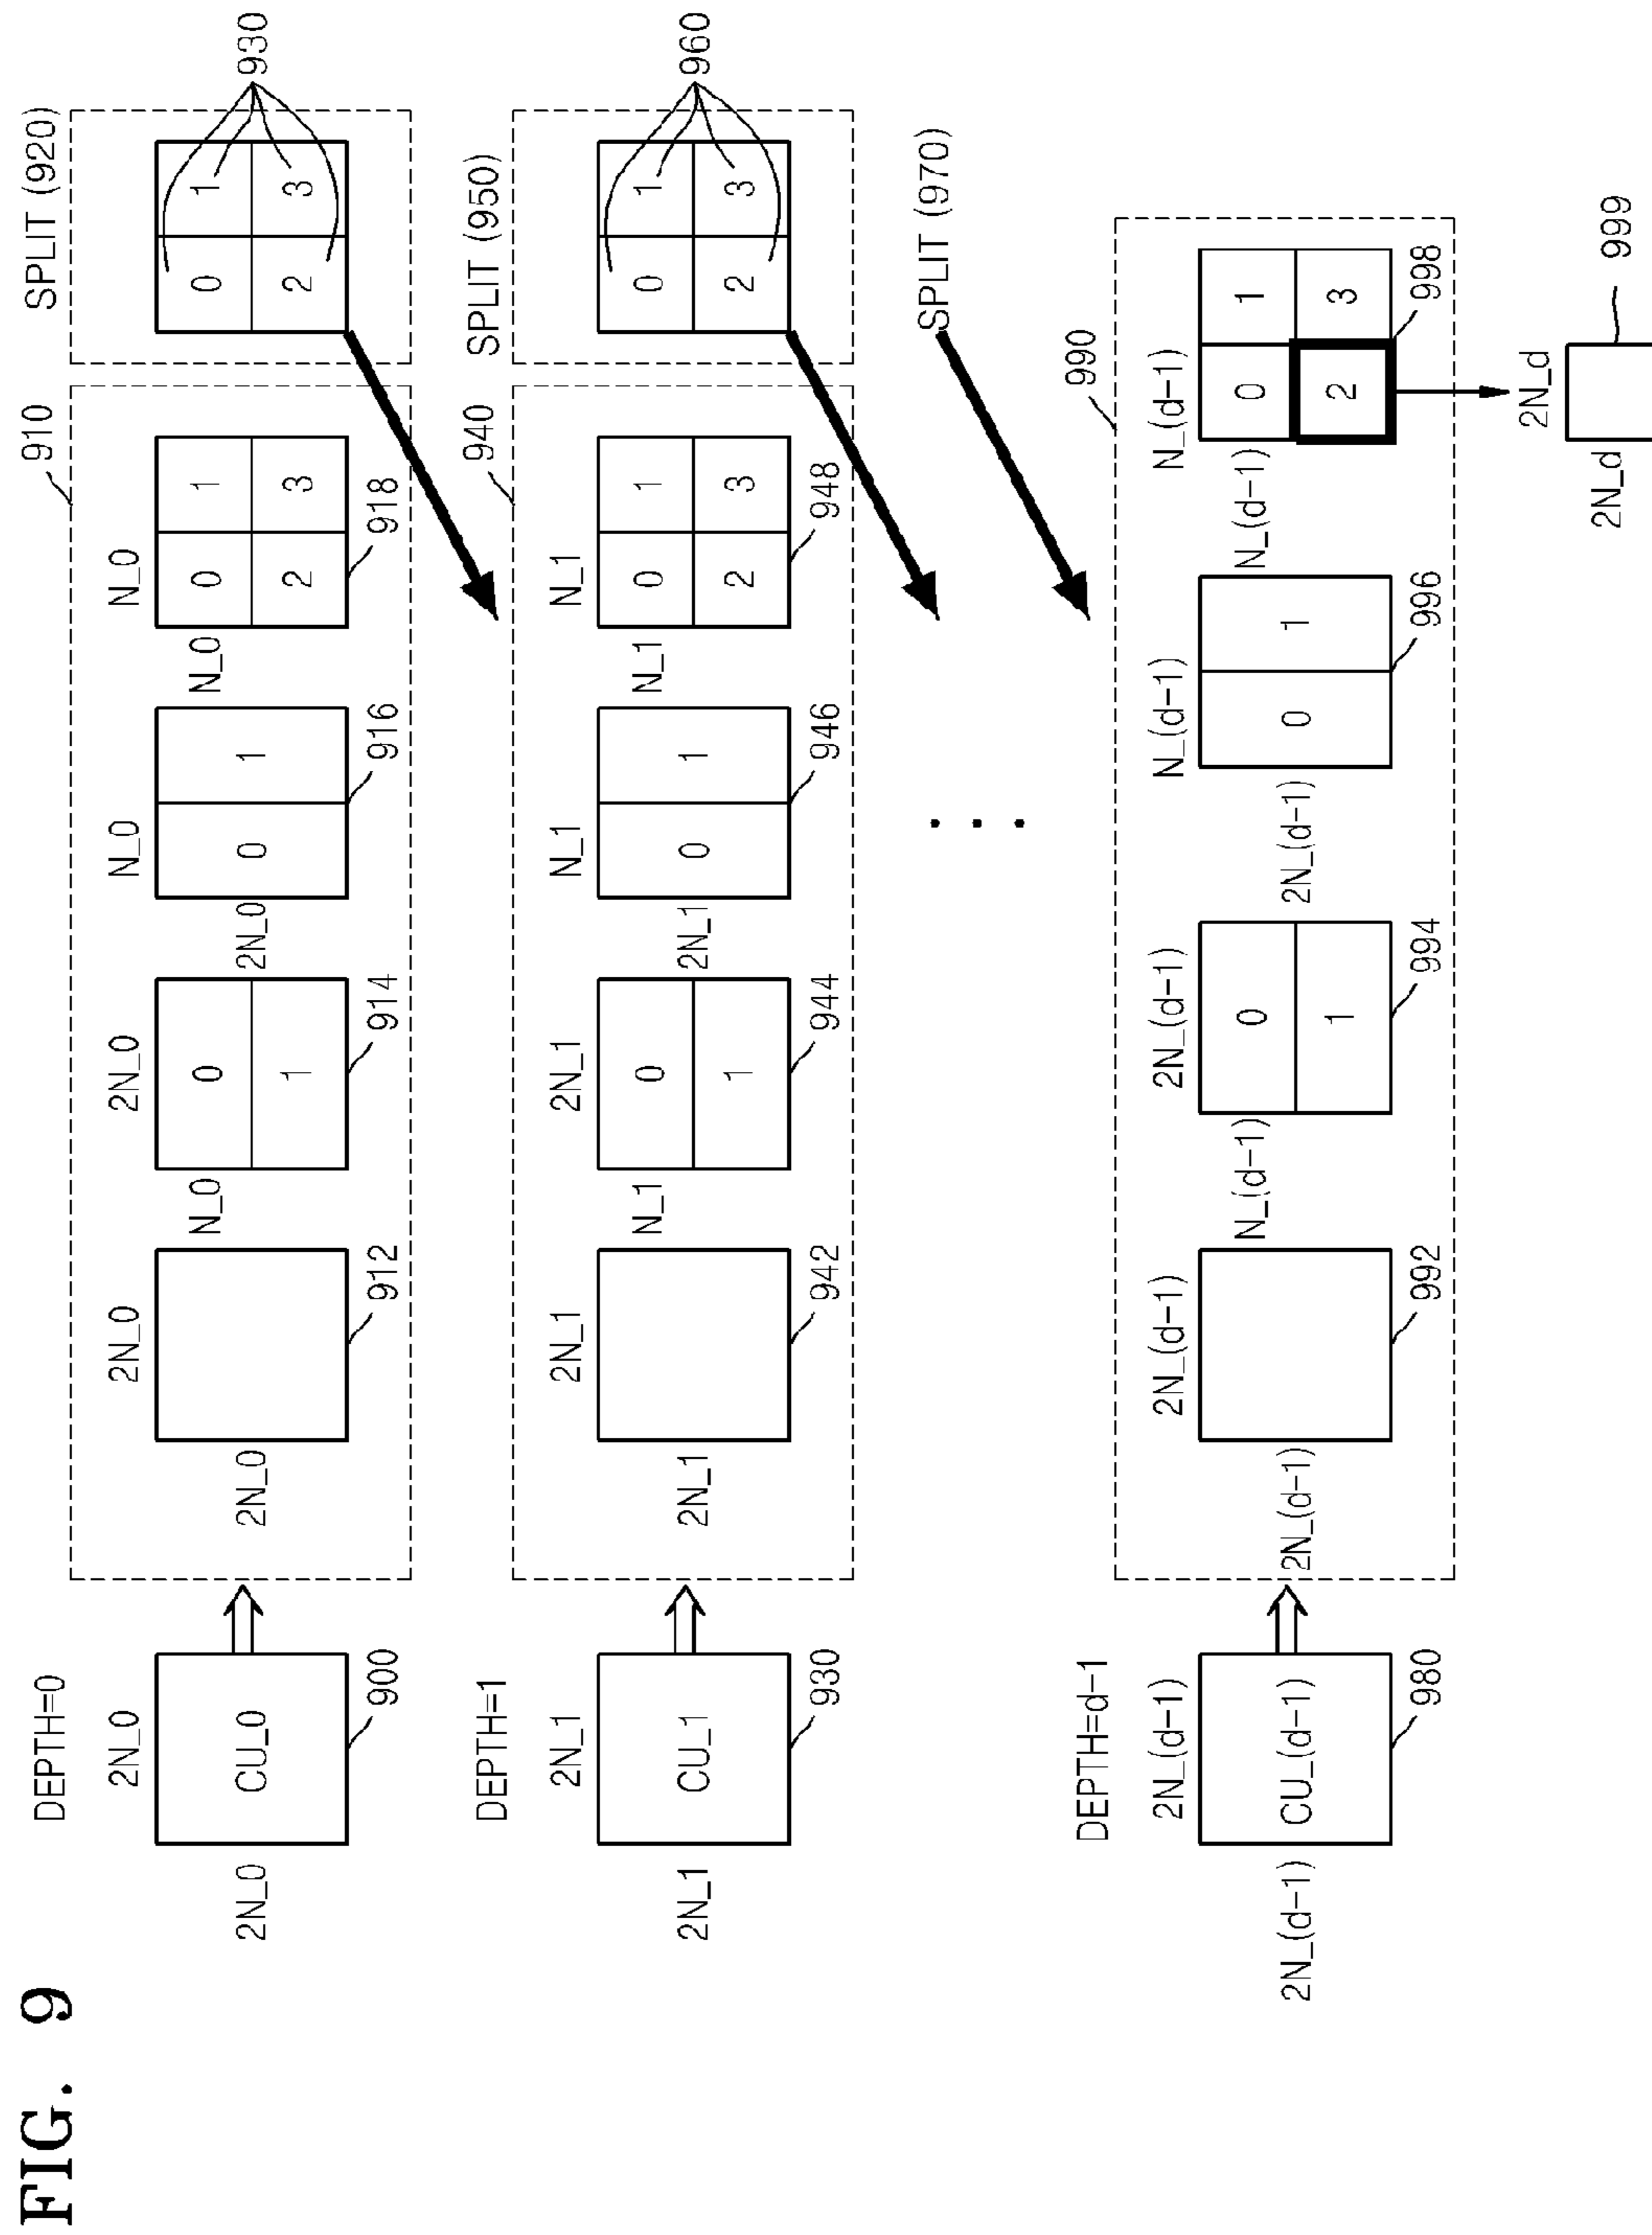 FIG. 9
DEPTH=0
2N_0
2N_0
CU_0
900
910
2N_0
2N_0
912
2N_0
N_0
0
1
914
N_0
2N_0
0 1
916
N_0
N_0
0 1
2 3
918
SPLIT (920)
0 1
2 3
930
DEPTH=1
2N_1
2N_1
CU_1
930
940
2N_1
2N_1
942
2N_1
N_1
0
1
944
N_1
2N_1
0 1
946
N_1
N_1
0 1
2 3
948
SPLIT (950)
0 1
2 3
960
SPLIT (970)
DEPTH=d-1
2N_(d-1)
2N_(d-1)
CU_(d-1)
980
990
2N_(d-1)
2N_(d-1)
992
2N_(d-1)
N_(d-1)
0
1
994
N_(d-1)
2N_(d-1)
0 1
996
N_(d-1)
N_(d-1)
0 1
2 3
998
2N_d
2N_d
999